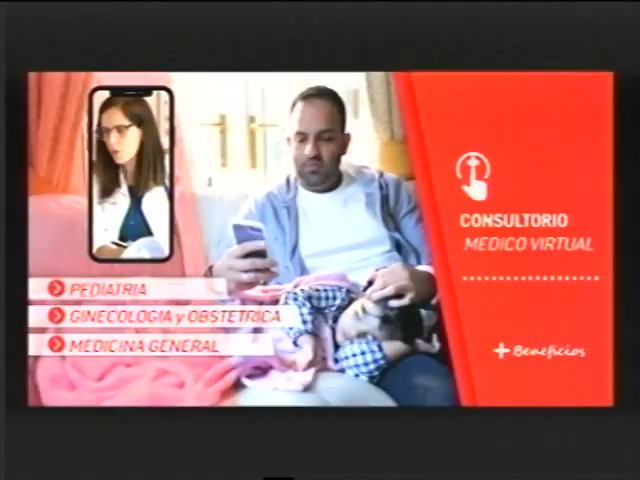 PEDIATRIA
GINECOLOGIA y OBSTETRICA
MEDICINA GENERAL
CONSULTORIO
MEDICO VIRTUAL
+ Beneficios